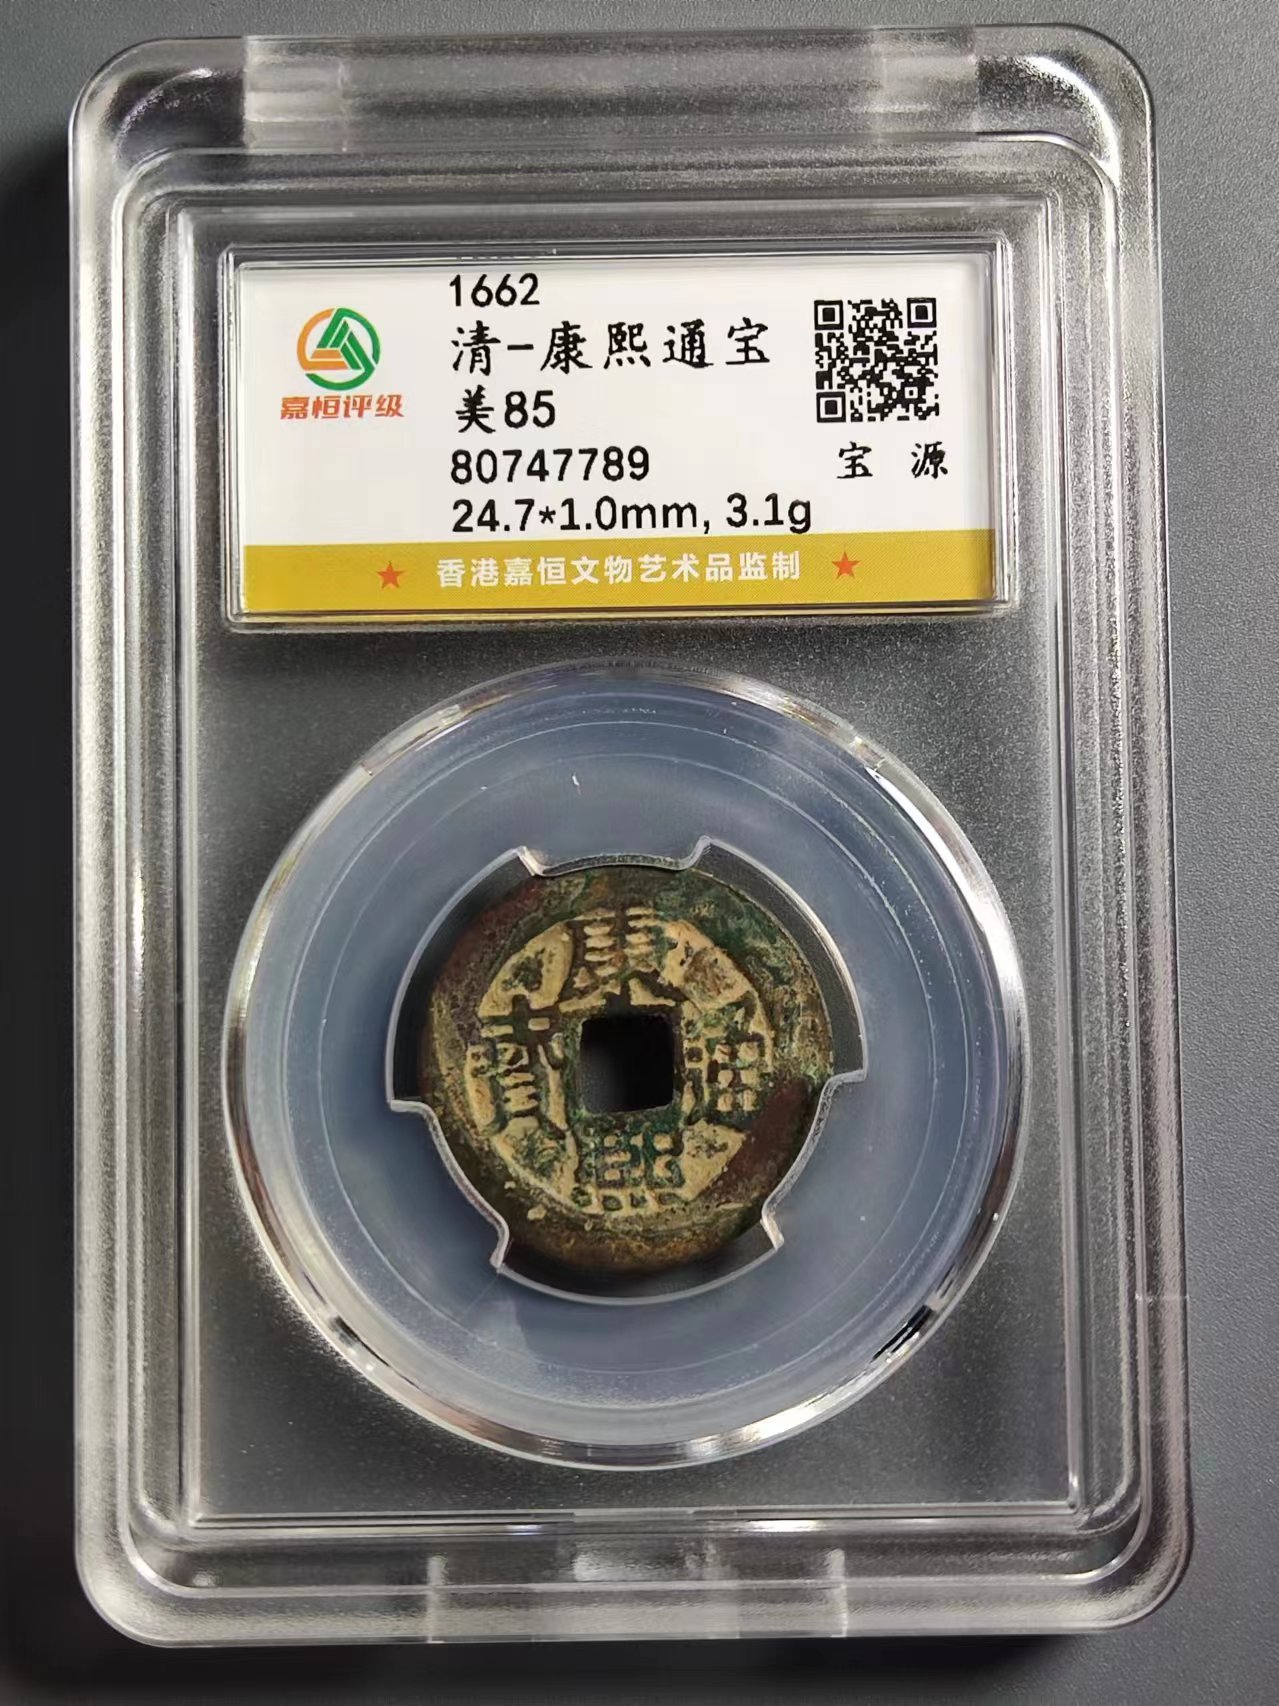 1662
清-康熙通宝
美85
80747789
24.7*1.0mm, 3.1g
嘉恒评级
宝 源
★ 香港嘉恒文物艺术品监制 ★
康
寳 通
熙